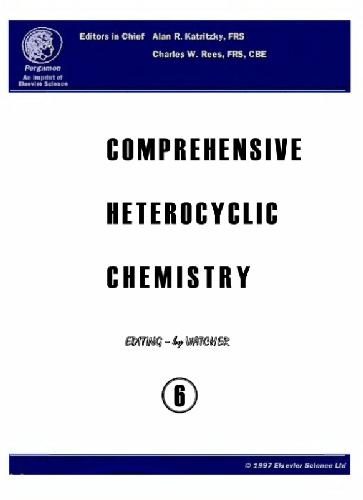 Editors in Chief Alan R. Katritzky, FRS
Charles W. Rees, FRS, CBE
Pergamon
An Imprint of
Elsevier Science
COMPREHENSIVE
HETEROCYCLIC
CHEMISTRY
EDITING - by WATCHER
6
© 1997 Elsevier Science Ltd